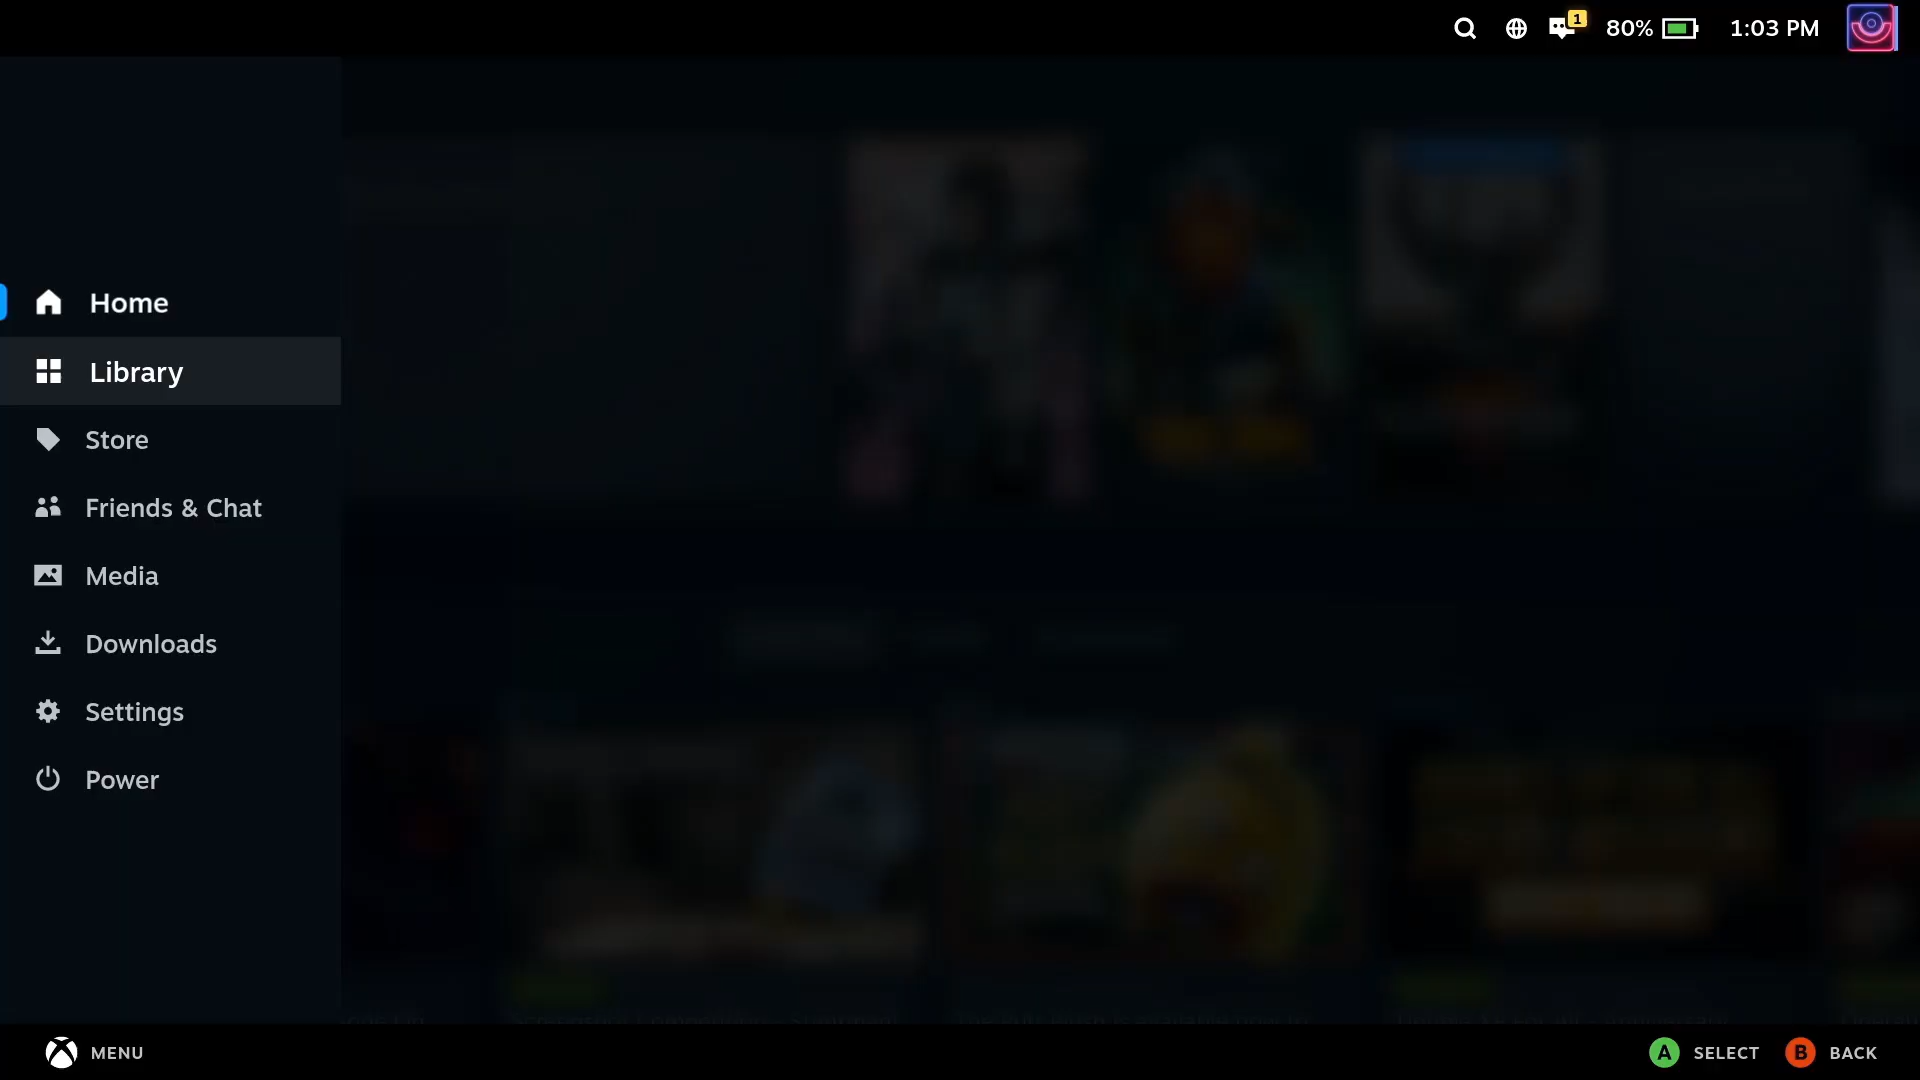 1
80%
1:03 PM
Home
Library
Store
Friends & Chat
Media
Downloads
Settings
Power
MENU
A SELECT
B BACK